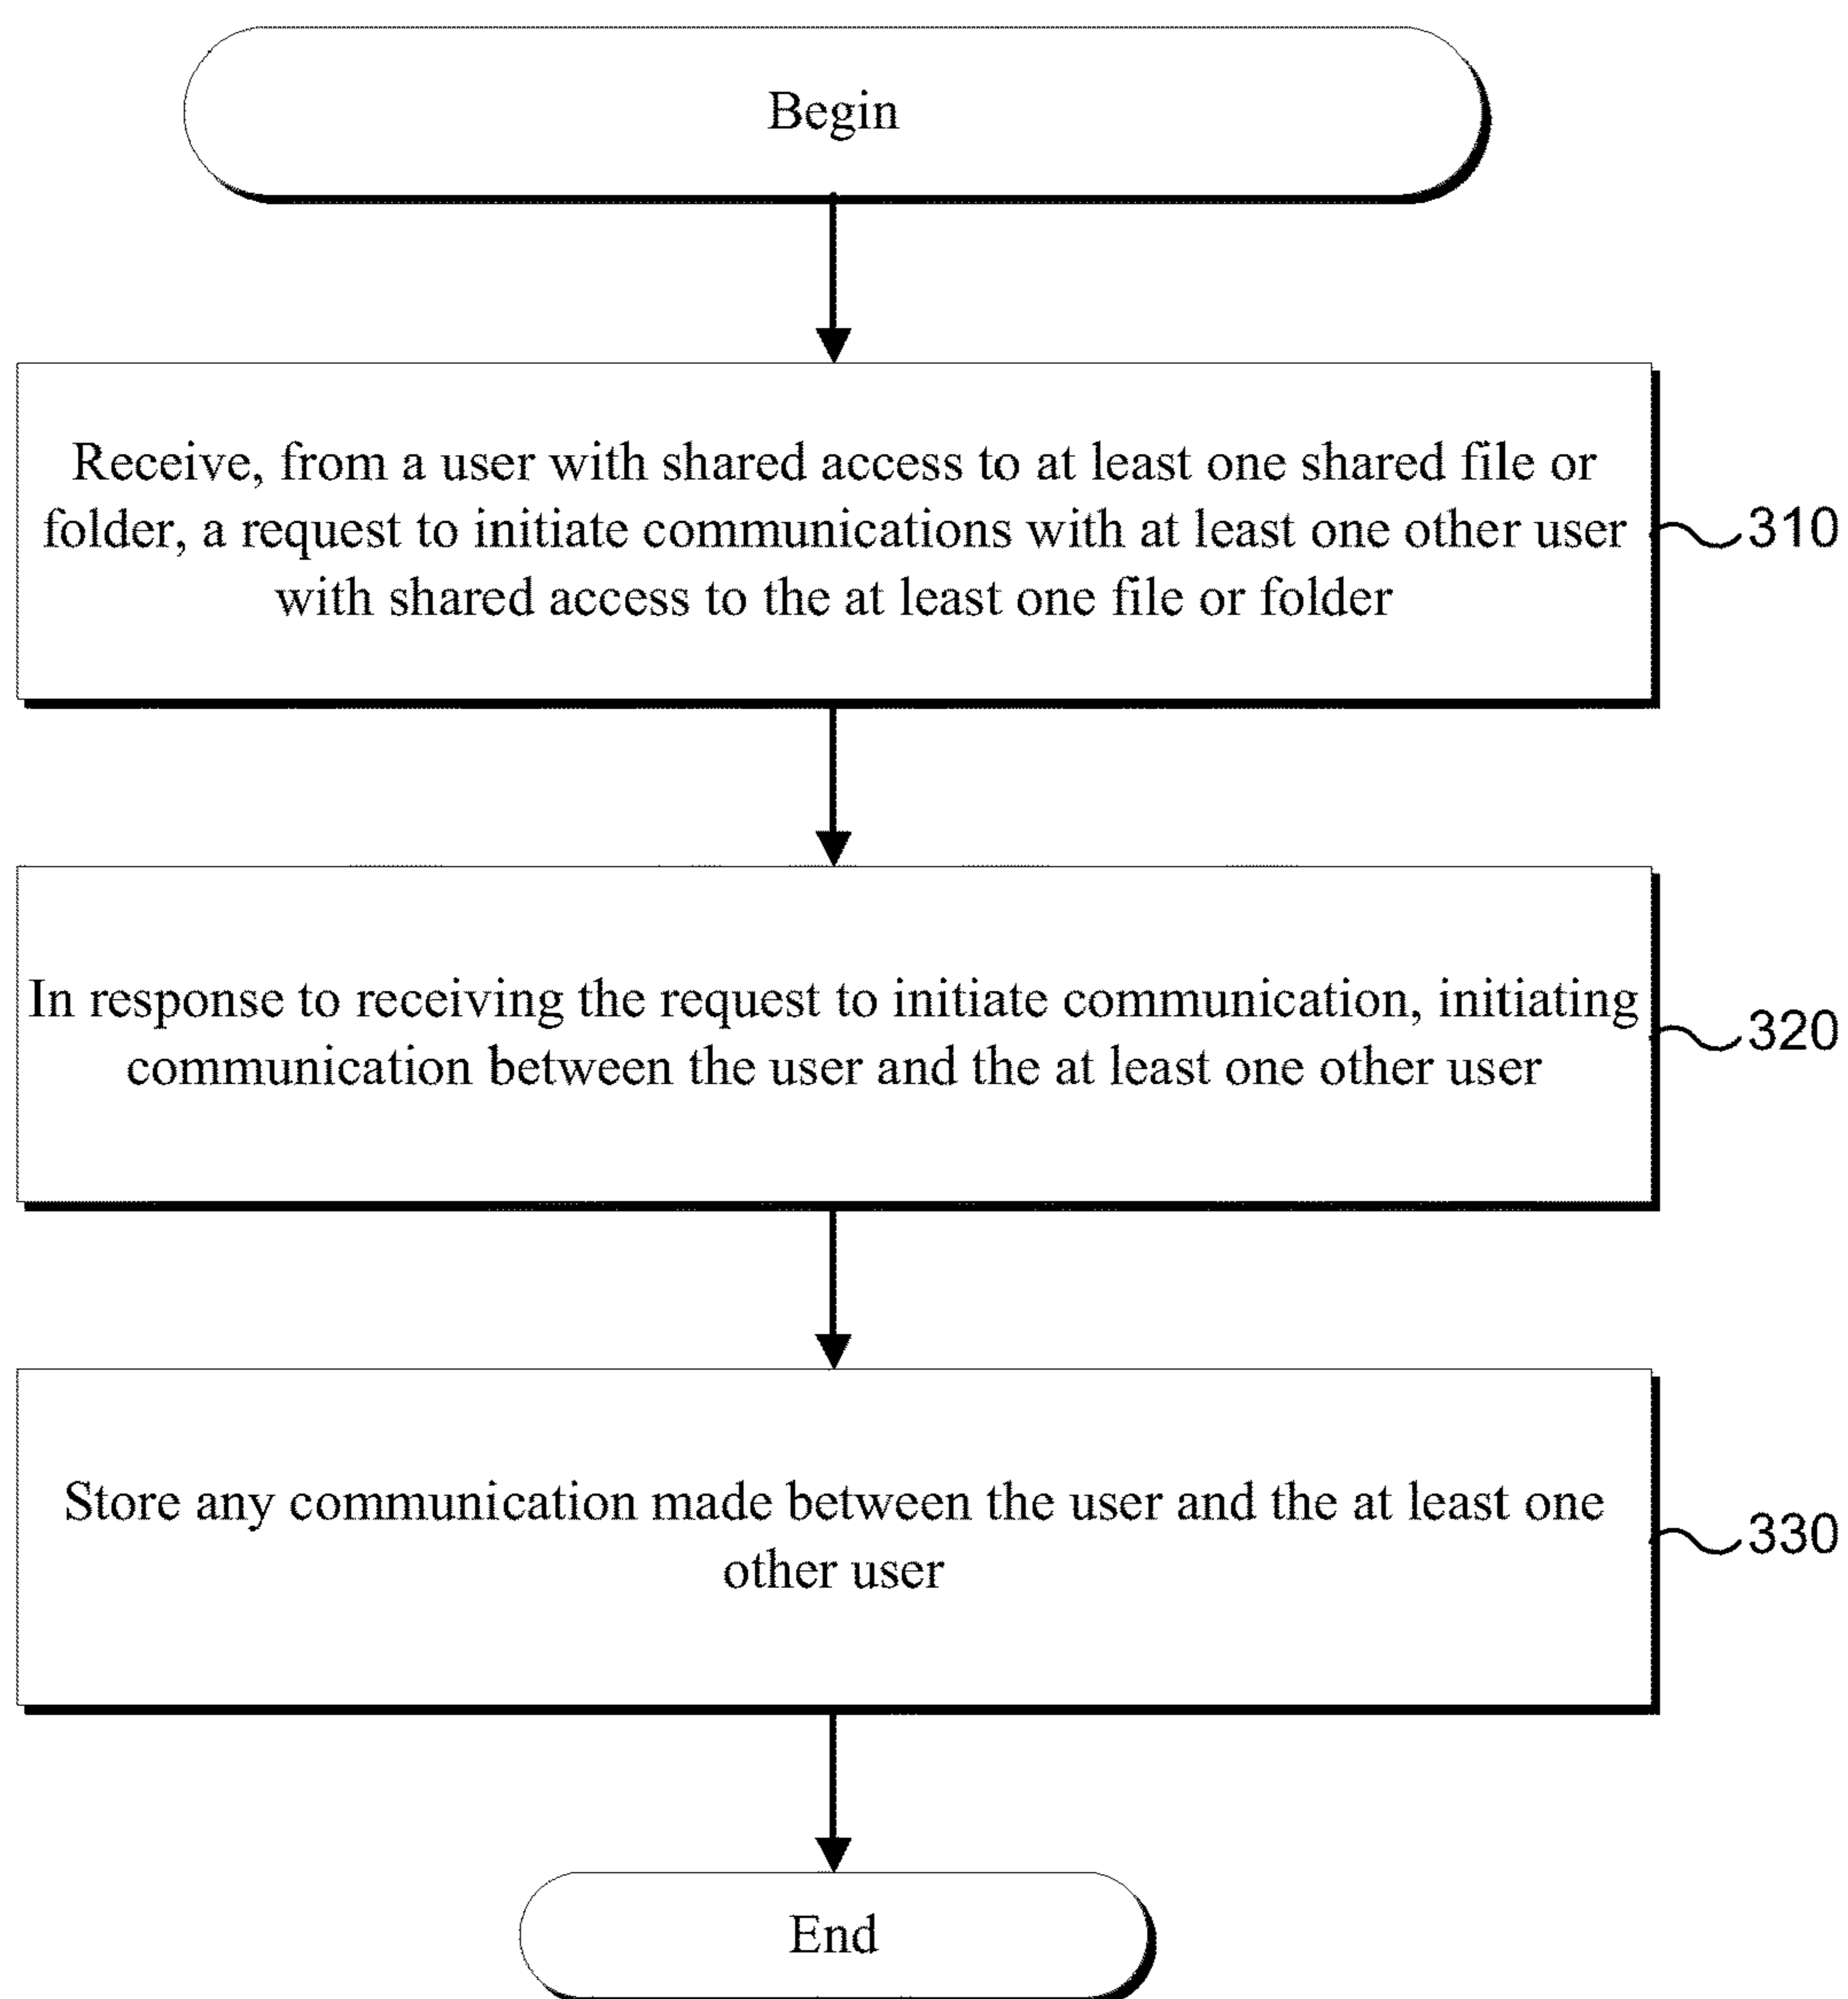 Begin
Receive, from a user with shared access to at least one shared file or
folder, a request to initiate communications with at least one other user
with shared access to the at least one file or folder
310
In response to receiving the request to initiate communication, initiating
communication between the user and the at least one other user
320
Store any communication made between the user and the at least one
other user
330
End